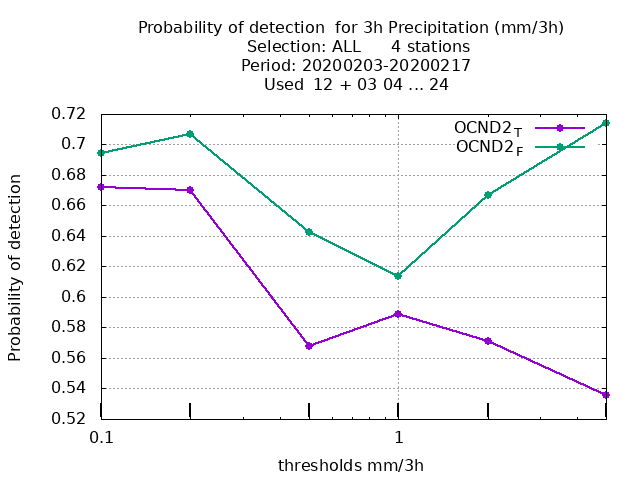 Probability of detection  for 3h Precipitation (mm/3h)
Selection: ALL      4 stations
Period: 20200203-20200217
Used  12 + 03 04 ... 24
OCND2T
OCND2F
Probability of detection
0.72
0.7
0.68
0.66
0.64
0.62
0.6
0.58
0.56
0.54
0.52
0.1
1
thresholds mm/3h